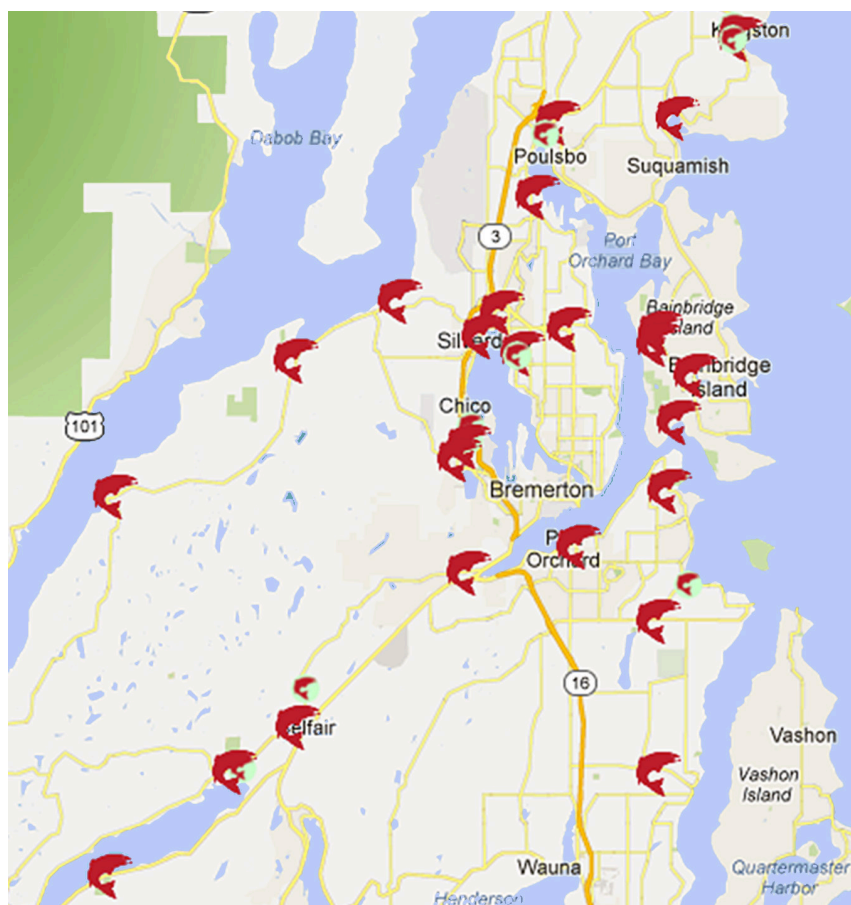 Dabob Bay
Poulsbo
Suquamish
3
Port
Orchard Bay
Bainbridge
Island
101
Chico
Island
Bremerton
Orchard
16
Vashon
Vashon
Island
Wauna
Quartermaster
Harbor
Henderson